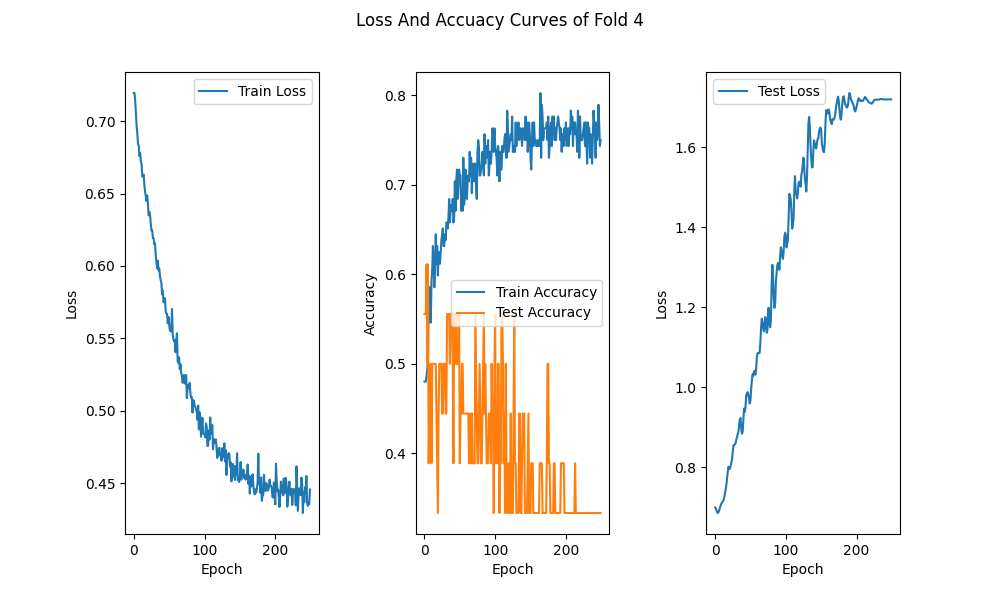 Loss And Accuacy Curves of Fold 4
Loss
0.70
0.65
0.60
0.55
0.50
0.45
Train Loss
0 100 200
Epoch
Accuracy
0.8
0.7
0.6
0.5
0.4
Train Accuracy
Test Accuracy
0 100 200
Epoch
Loss
1.6
1.4
1.2
1.0
0.8
Test Loss
0 100 200
Epoch